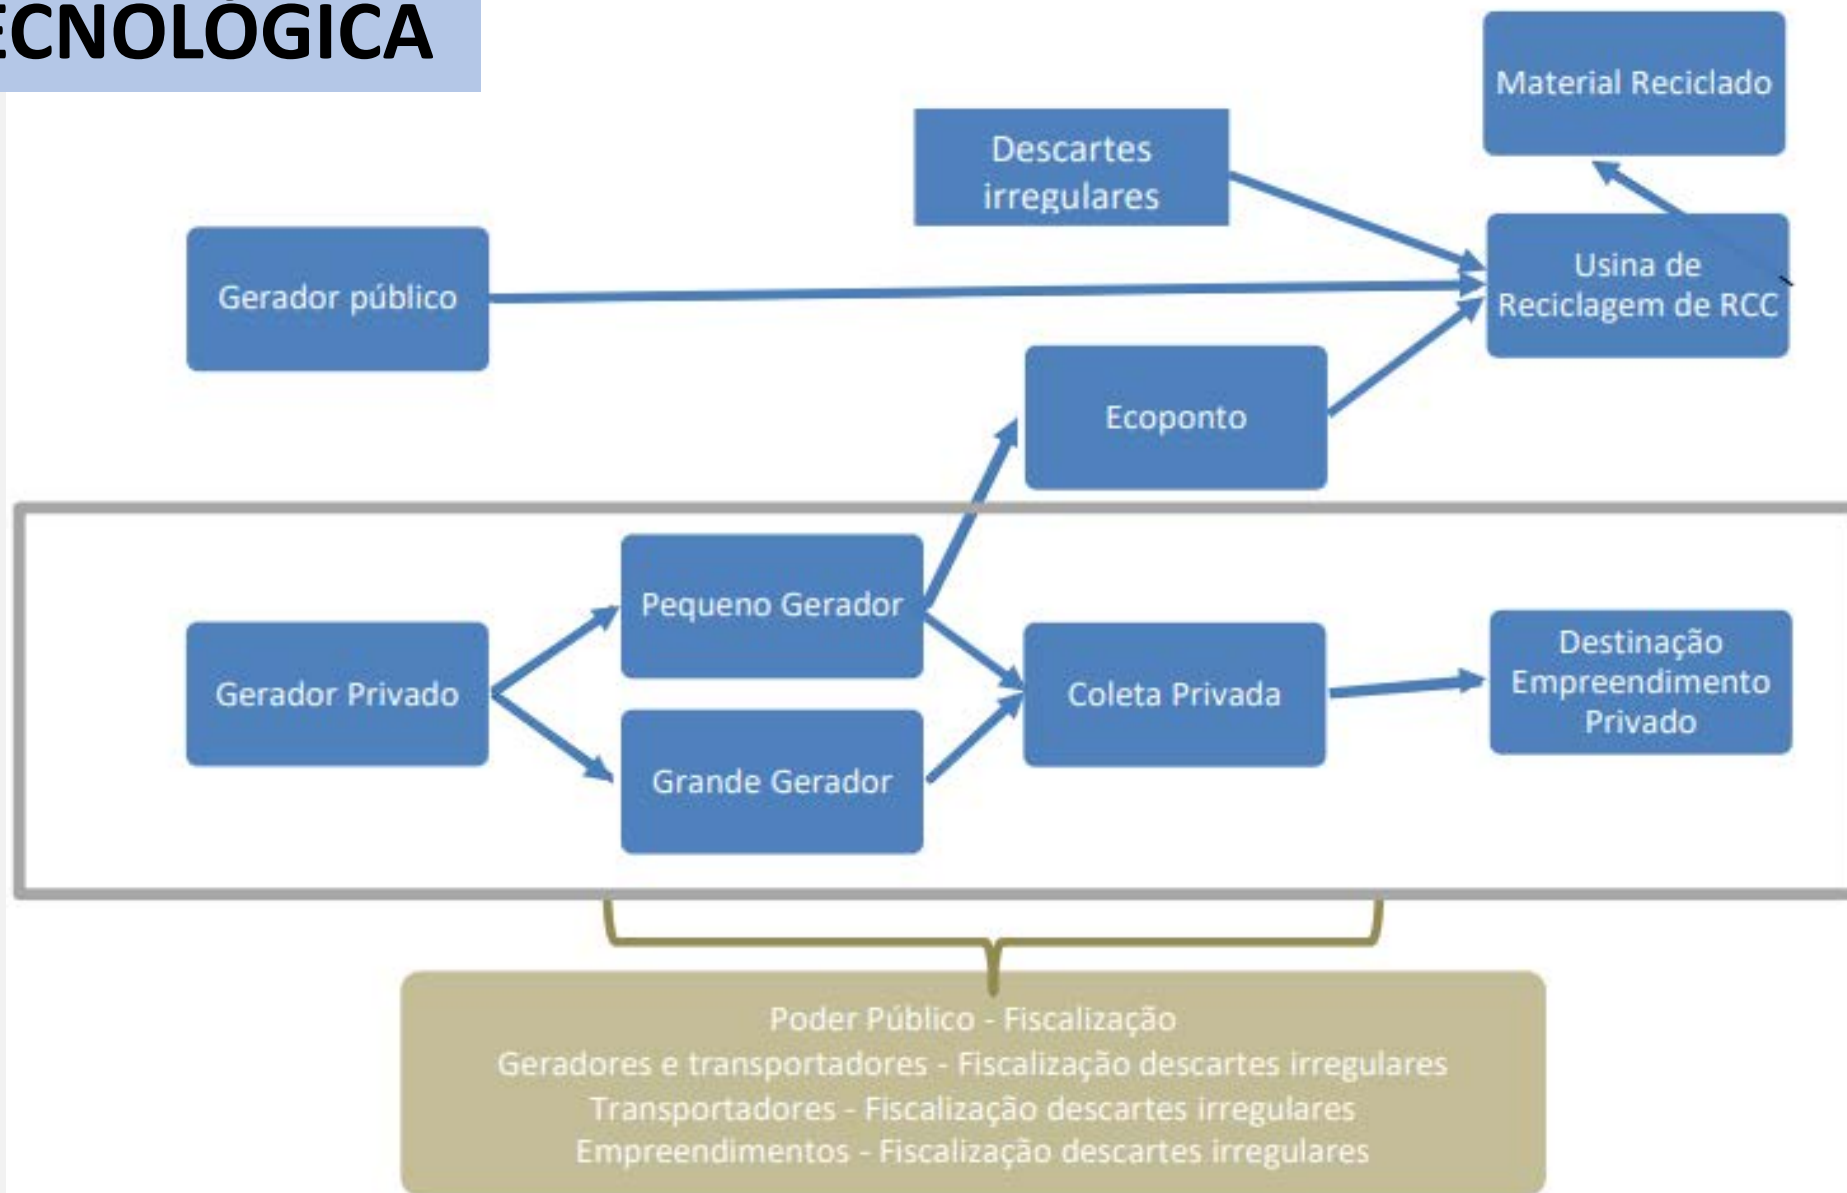 ECNOLÓGICA
Material Reciclado
Descartes
irregulares
Gerador público
Usina de
Reciclagem de RCC
Ecoponto
Pequeno Gerador
Gerador Privado
Coleta Privada
Destinação
Empreendimento
Privado
Grande Gerador
Poder Público - Fiscalização
Geradores e transportadores - Fiscalização descartes irregulares
Transportadores - Fiscalização descartes irregulares
Empreendimentos - Fiscalização descartes irregulares